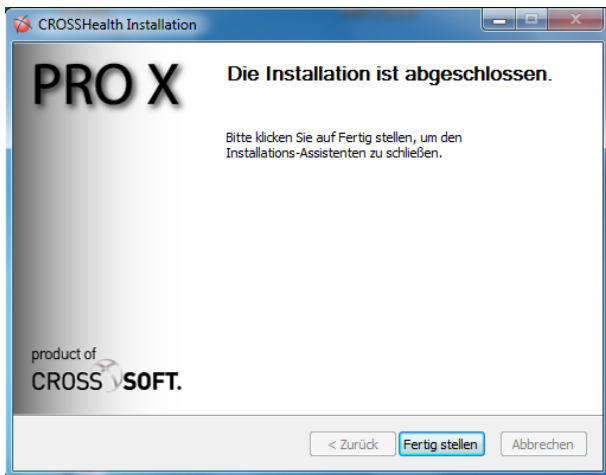 CROSSHealth Installation
PRO X
Die Installation ist abgeschlossen.
Bitte klicken Sie auf Fertig stellen, um den
Installations-Assistenten zu schließen.
product of
CROSS SOFT.
< Zurück
Fertig stellen
Abbrechen